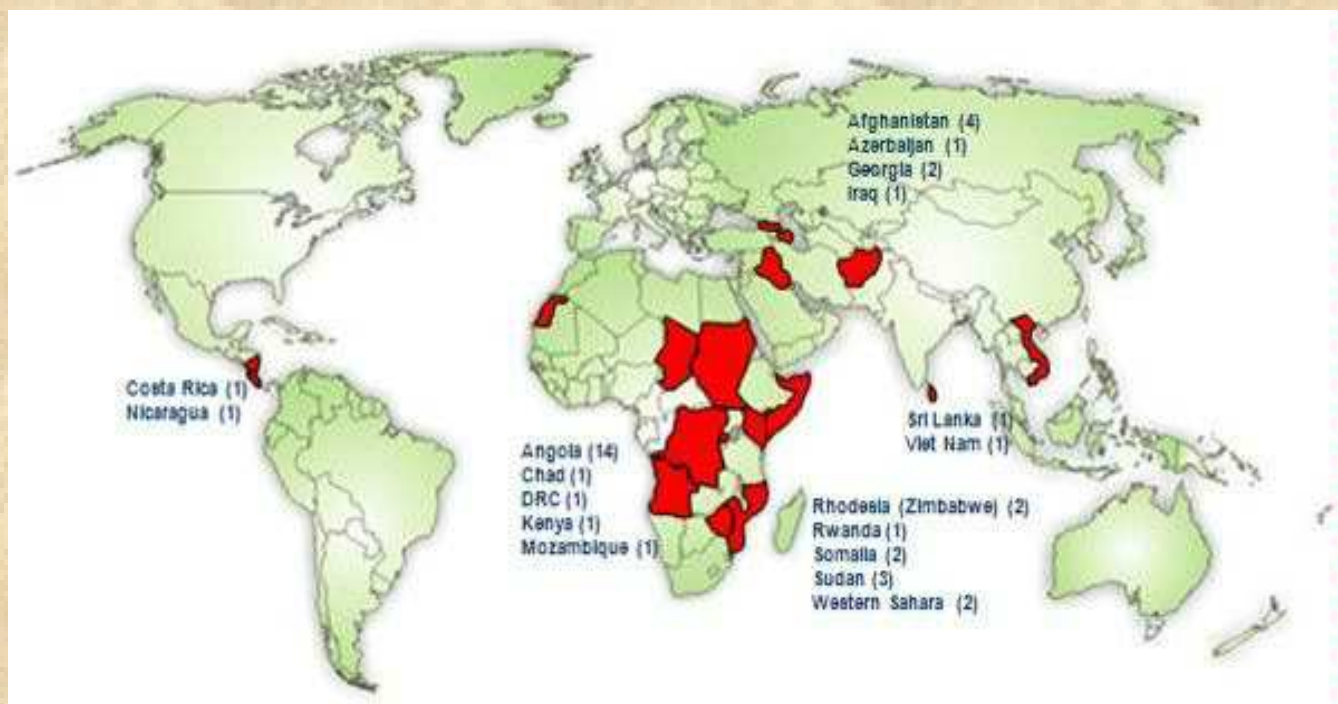 Afghanistan (4)
Azerbaijan (1)
Georgia (2)
Iraq (1)
Costa Rica (1)
Nicaragua (1)
Sri Lanka (1)
Viet Nam (1)
Angola (14)
Chad (1)
DRC (1)
Kenya (1)
Mozambique (1)
Rhodesia (Zimbabwe) (2)
Rwanda (1)
Somalia (2)
Sudan (3)
Western Sahara (2)